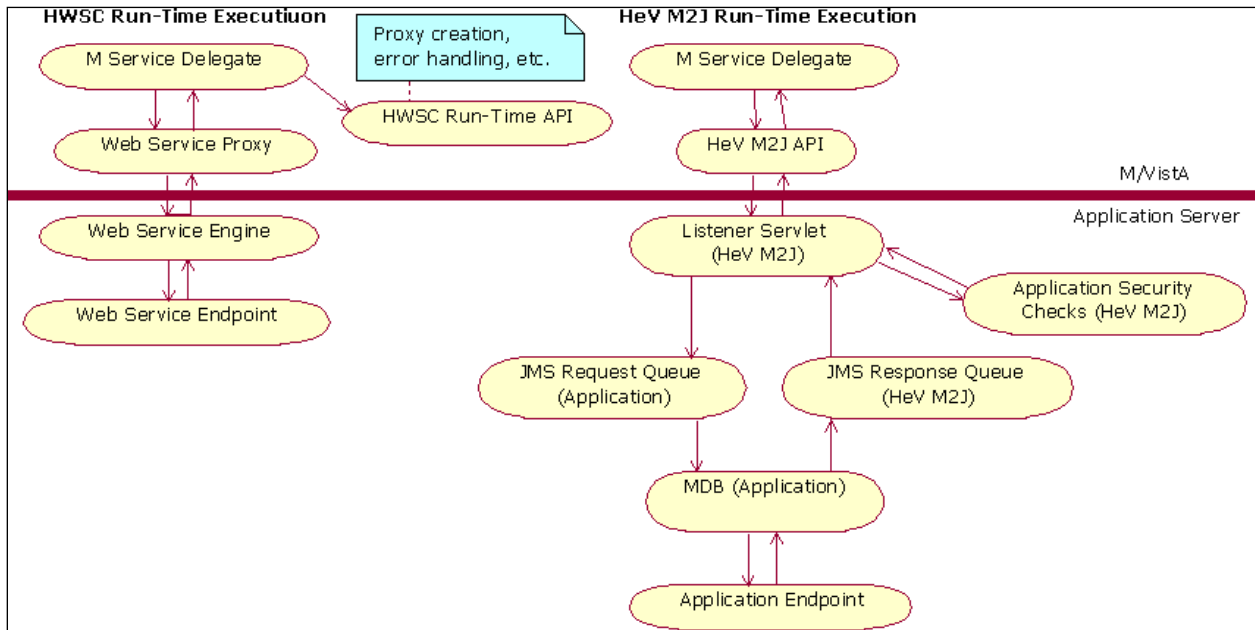 HWSC Run-Time Executiuon
HeV M2J Run-Time Execution
Proxy creation,
error handling, etc.
M Service Delegate
HWSC Run-Time API
Web Service Proxy
M Service Delegate
HeV M2J API
M/VistA
Application Server
Web Service Engine
Web Service Endpoint
Listener Servlet
(HeV M2J)
Application Security
Checks (HeV M2J)
JMS Request Queue
(Application)
JMS Response Queue
(HeV M2J)
MDB (Application)
Application Endpoint